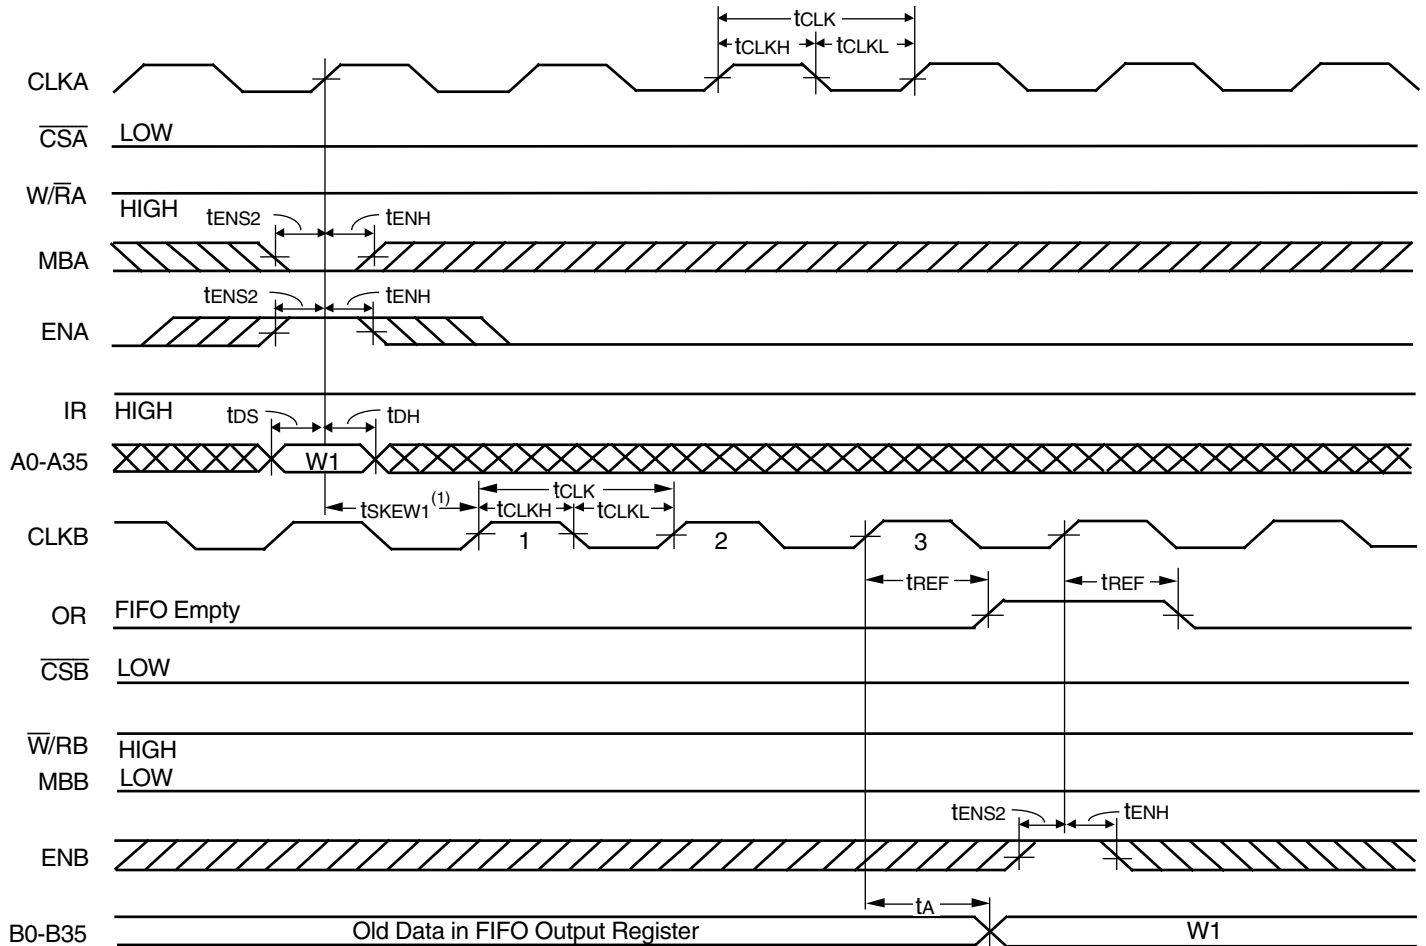 tCLK
tCLKH tCLKL
CLKA
CSA LOW
W/RA HIGH
tENS2 tENH
MBA
tENS2 tENH
ENA
IR HIGH
tDS tDH
A0-A35 W1
tSKEW1(1) tCLK
tCLKH tCLKL
CLKB 1 2 3
tREF tREF
OR FIFO Empty
CSB LOW
W/RB HIGH
MBB LOW
tENS2 tENH
ENB
tA
B0-B35 Old Data in FIFO Output Register W1